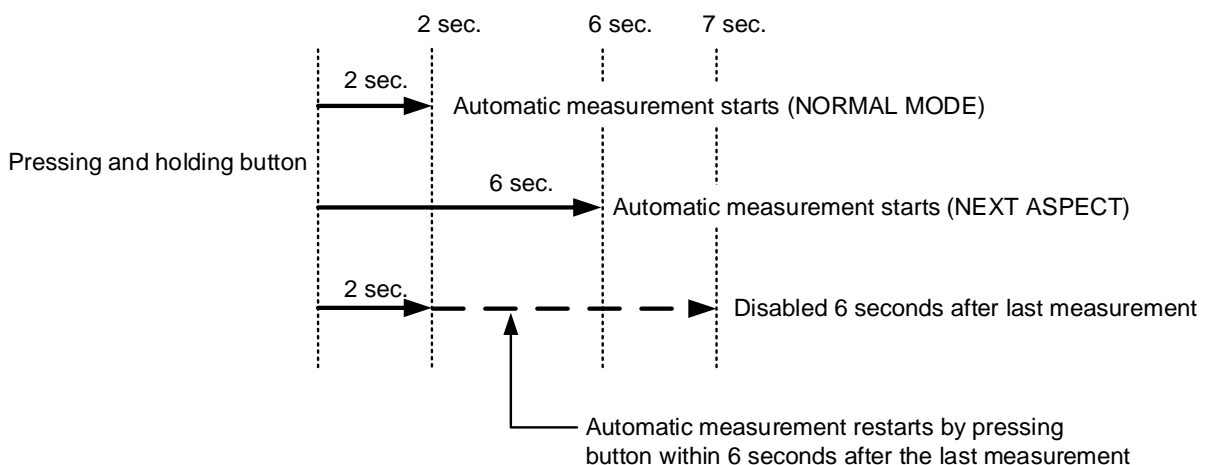 2 sec. 6 sec. 7 sec.
2 sec.
Automatic measurement starts (NORMAL MODE)
Pressing and holding button
6 sec.
Automatic measurement starts (NEXT ASPECT)
2 sec.
Disabled 6 seconds after last measurement
Automatic measurement restarts by pressing
button within 6 seconds after the last measurement